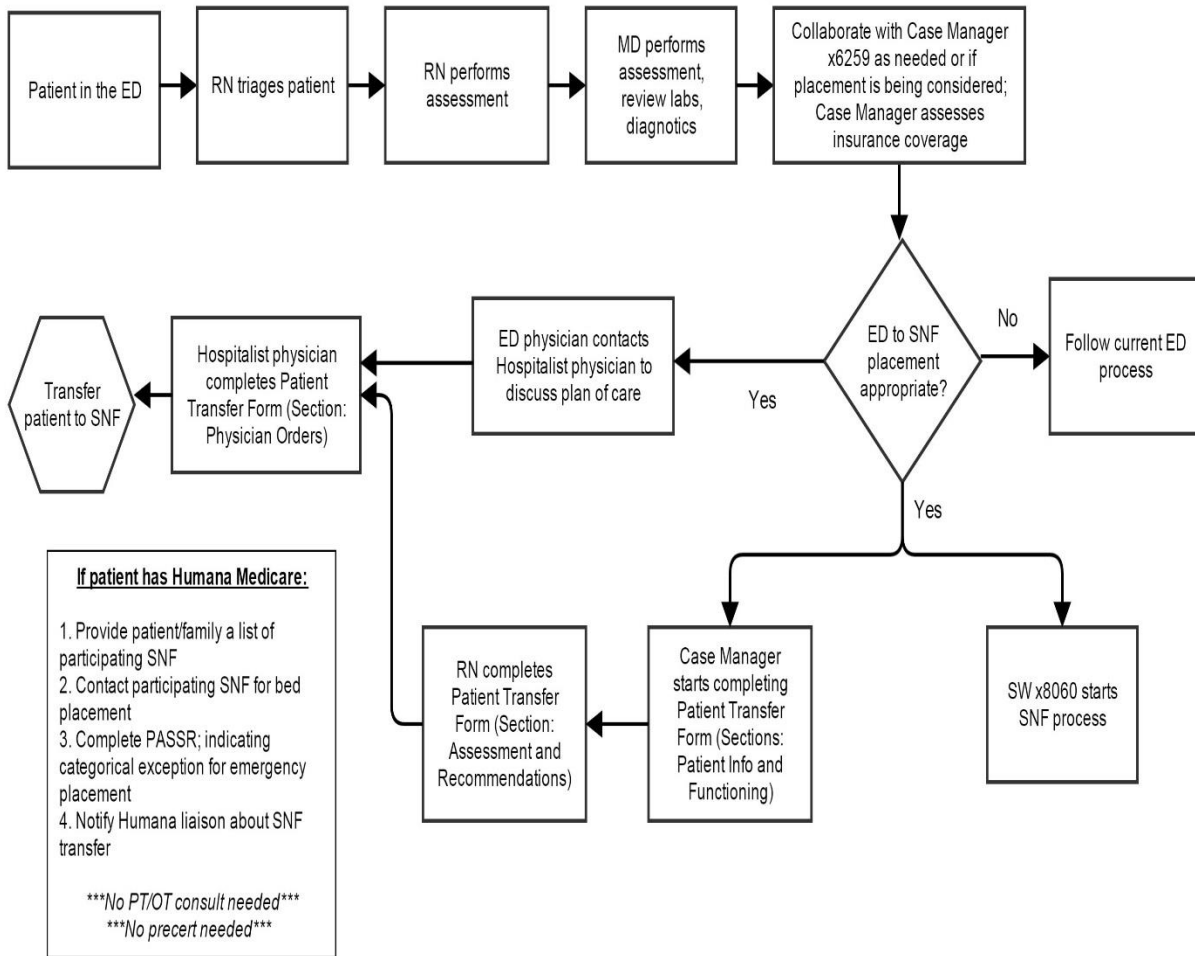 Patient in the ED
RN triages patient
RN performs
assessment
MD performs
assessment,
review labs,
diagnotics
Collaborate with Case Manager
x6259 as needed or if
placement is being considered;
Case Manager assesses
insurance coverage
ED to SNF
placement
appropriate?
No
Follow current ED
process
Yes
ED physician contacts
Hospitalist physician to
discuss plan of care
Hospitalist physician
completes Patient
Transfer Form (Section:
Physician Orders)
Transfer
patient to SNF
Yes
Case Manager
starts completing
Patient Transfer
Form (Sections:
Patient Info and
Functioning)
SW x8060 starts
SNF process
RN completes
Patient Transfer
Form (Section:
Assessment and
Recommendations)
If patient has Humana Medicare:
1. Provide patient/family a list of
participating SNF
2. Contact participating SNF for bed
placement
3. Complete PASSR; indicating
categorical exception for emergency
placement
4. Notify Humana liaison about SNF
transfer
***No PT/OT consult needed***
***No precert needed***